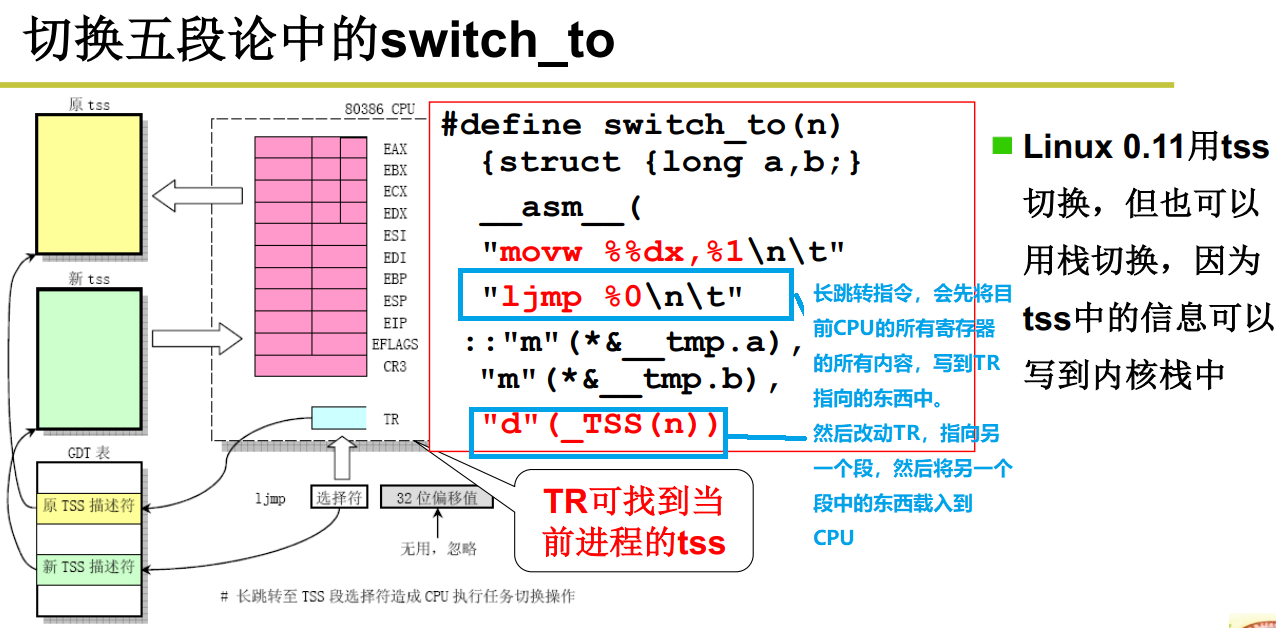 切换五段论中的switch_to
原 tss
新 tss
GDT 表
原 TSS 描述符
新 TSS 描述符
80386 CPU
EAX
EBX
ECX
EDX
ESI
EDI
EBP
ESP
EIP
EFLAGS
CR3
TR
ljmp
选择符
32 位偏移值
无用，忽略
# 长跳转至 TSS 段选择符造成 CPU 执行任务切换操作
#define switch_to(n)
{struct {long a,b;}
__asm__(
"movw %%dx,%1\n\t"
"ljmp %0\n\t"
::"m"(*&__tmp.a),
"m"(*&__tmp.b),
"d"(_TSS(n))
长跳转指令，会先将目
前CPU的所有寄存器
的所有内容，写到TR
指向的东西中。
然后改动TR，指向另
一个段，然后将另一个
段中的东西载入到
CPU
TR可找到当
前进程的tss
Linux 0.11用tss
切换，但也可以
用栈切换，因为
tss中的信息可以
写到内核栈中